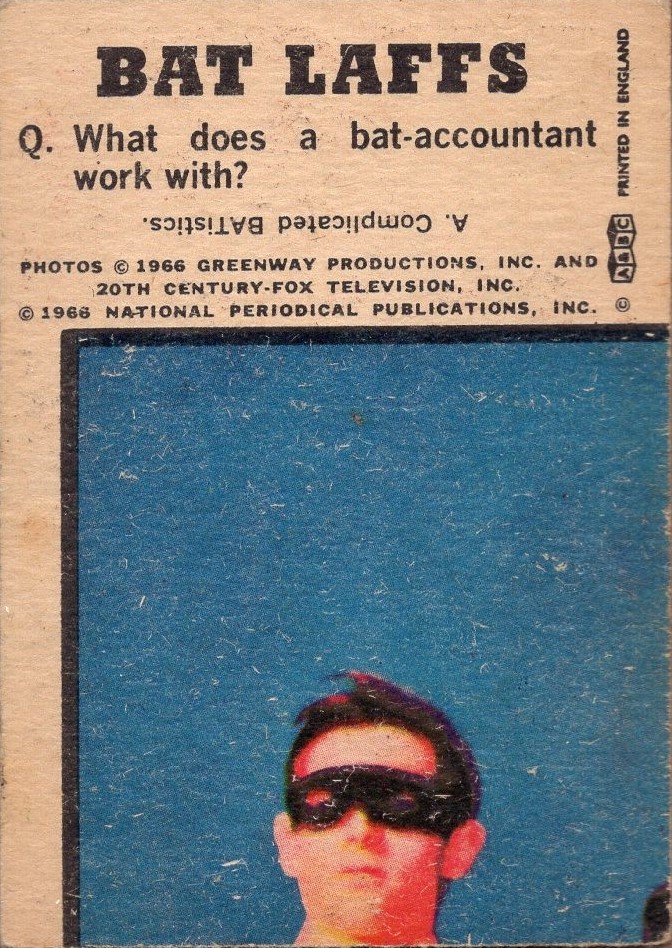 BAT LAFFS
Q. What does a bat-accountant
work with?
A. Complicated BATistics.
PHOTOS © 1966 GREENWAY PRODUCTIONS, INC. AND
20TH CENTURY-FOX TELEVISION, INC.
© 1966 NATIONAL PERIODICAL PUBLICATIONS, INC. ©
A&BC PRINTED IN ENGLAND